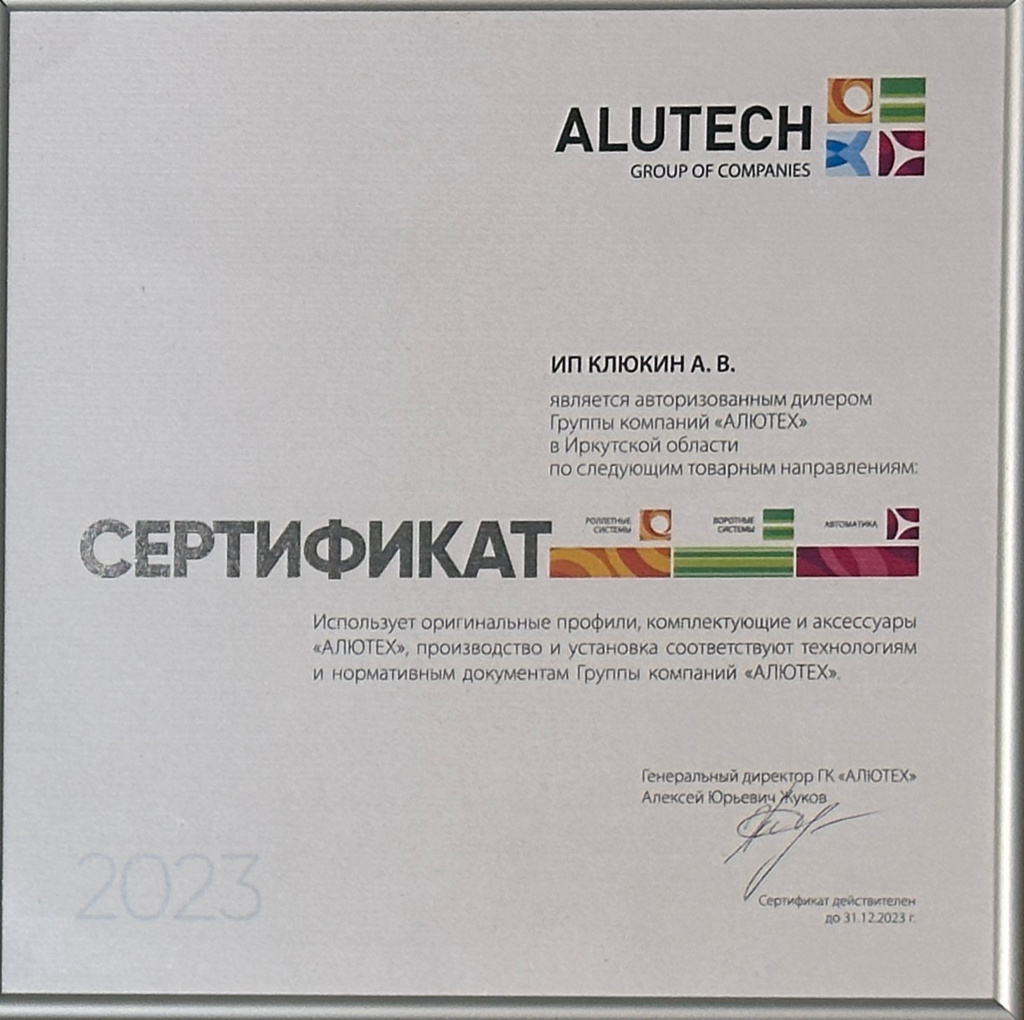 ALUTECH
GROUP OF COMPANIES
ИП КЛЮКИН А. В.
является авторизованным дилером
Группы компаний «АЛЮТЕХ»
в Иркутской области
по следующим товарным направлениям:
СЕРТИФИКАТ
РОЛЛЕТНЫЕ
СИСТЕМЫ
ВОРОТНЫЕ
СИСТЕМЫ
АВТОМАТИКА
Использует оригинальные профили, комплектующие и аксессуары
«АЛЮТЕХ», производство и установка соответствуют технологиям
и нормативным документам Группы компаний «АЛЮТЕХ».
Генеральный директор ГК «АЛЮТЕХ»
Алексей Юрьевич Жуков
2023
Сертификат действителен
до 31.12.2023 г.